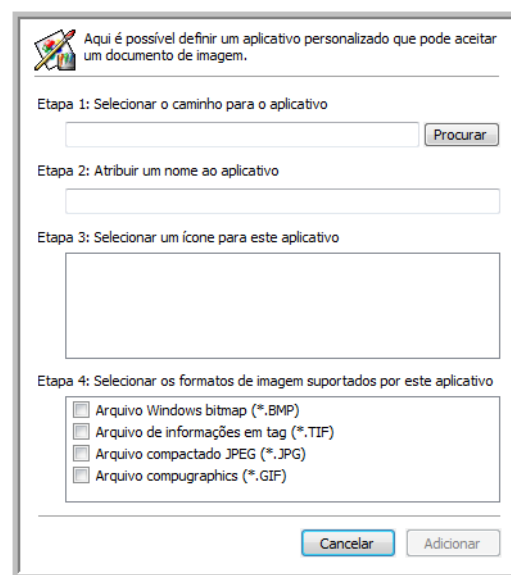 Aqui é possível definir um aplicativo personalizado que pode aceitar
um documento de imagem.
Etapa 1: Selecionar o caminho para o aplicativo
Procurar
Etapa 2: Atribuir um nome ao aplicativo
Etapa 3: Selecionar um ícone para este aplicativo
Etapa 4: Selecionar os formatos de imagem suportados por este aplicativo
Arquivo Windows bitmap (*.BMP)
Arquivo de informações em tag (*.TIF)
Arquivo compactado JPEG (*.JPG)
Arquivo compugraphics (*.GIF)
Cancelar Adicionar